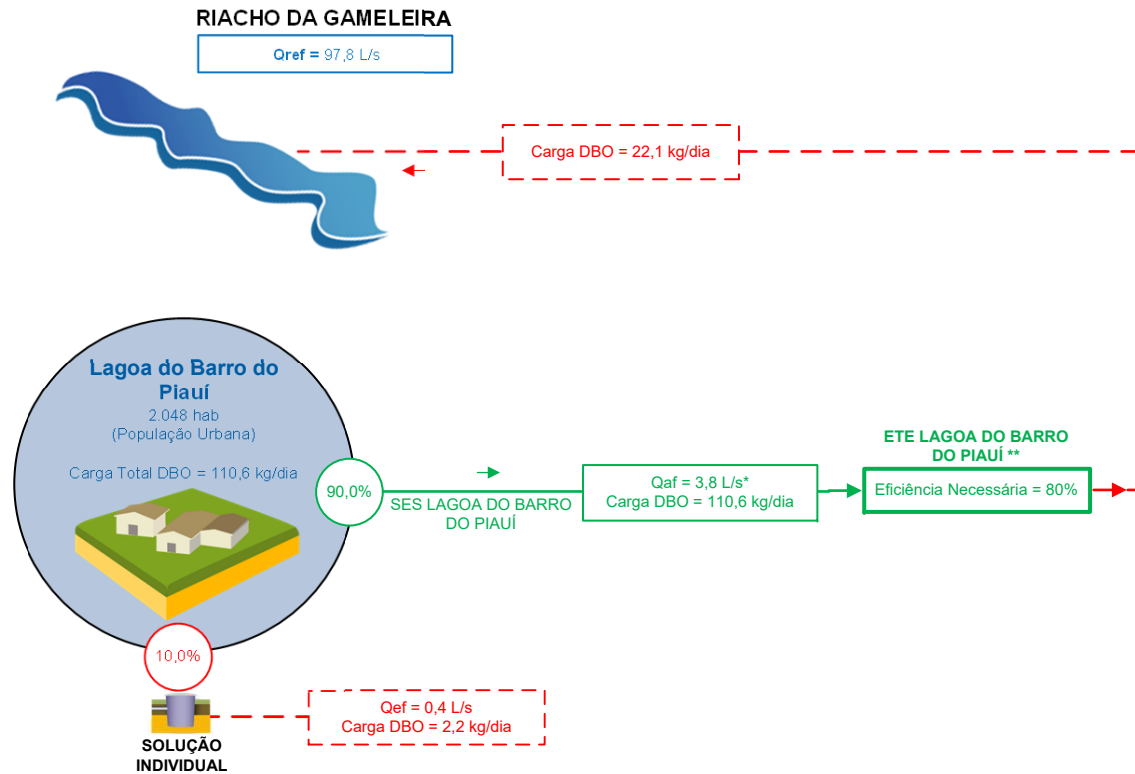 RIACHO DA GAMELEIRA
Qref = 97,8 L/s
Carga DBO = 22,1 kg/dia
Lagoa do Barro do
Piauí
2.048 hab
(População Urbana)
Carga Total DBO = 110,6 kg/dia
90,0%
SES LAGOA DO BARRO
DO PIAUÍ
Qaf = 3,8 L/s*
Carga DBO = 110,6 kg/dia
ETE LAGOA DO BARRO
DO PIAUÍ **
Eficiência Necessária = 80%
10,0%
SOLUÇÃO
INDIVIDUAL
Qef = 0,4 L/s
Carga DBO = 2,2 kg/dia